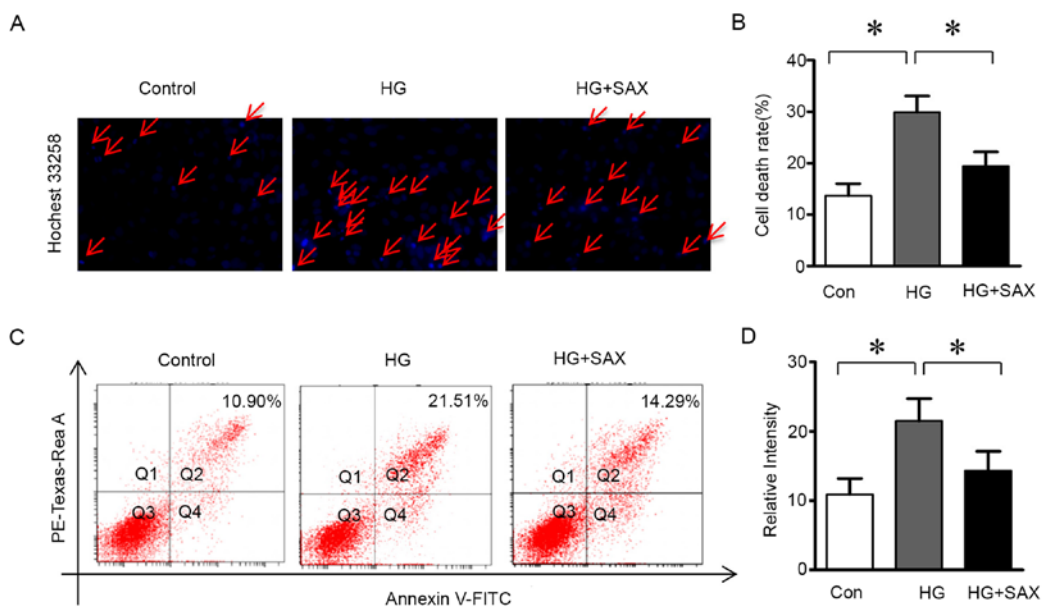 A
Control
HG
HG+SAX
Hochest 33258
B
* *
Cell death rate(%)
40
30
20
10
0
Con
HG
HG+SAX
C
Control
HG
HG+SAX
PE-Texas-Rea A
10.90%
Q1 Q2
Q3 Q4
21.51%
Q1 Q2
Q3 Q4
14.29%
Q1 Q2
Q3 Q4
Annexin V-FITC
D
* *
Relative Intensity
30
20
10
0
Con
HG
HG+SAX